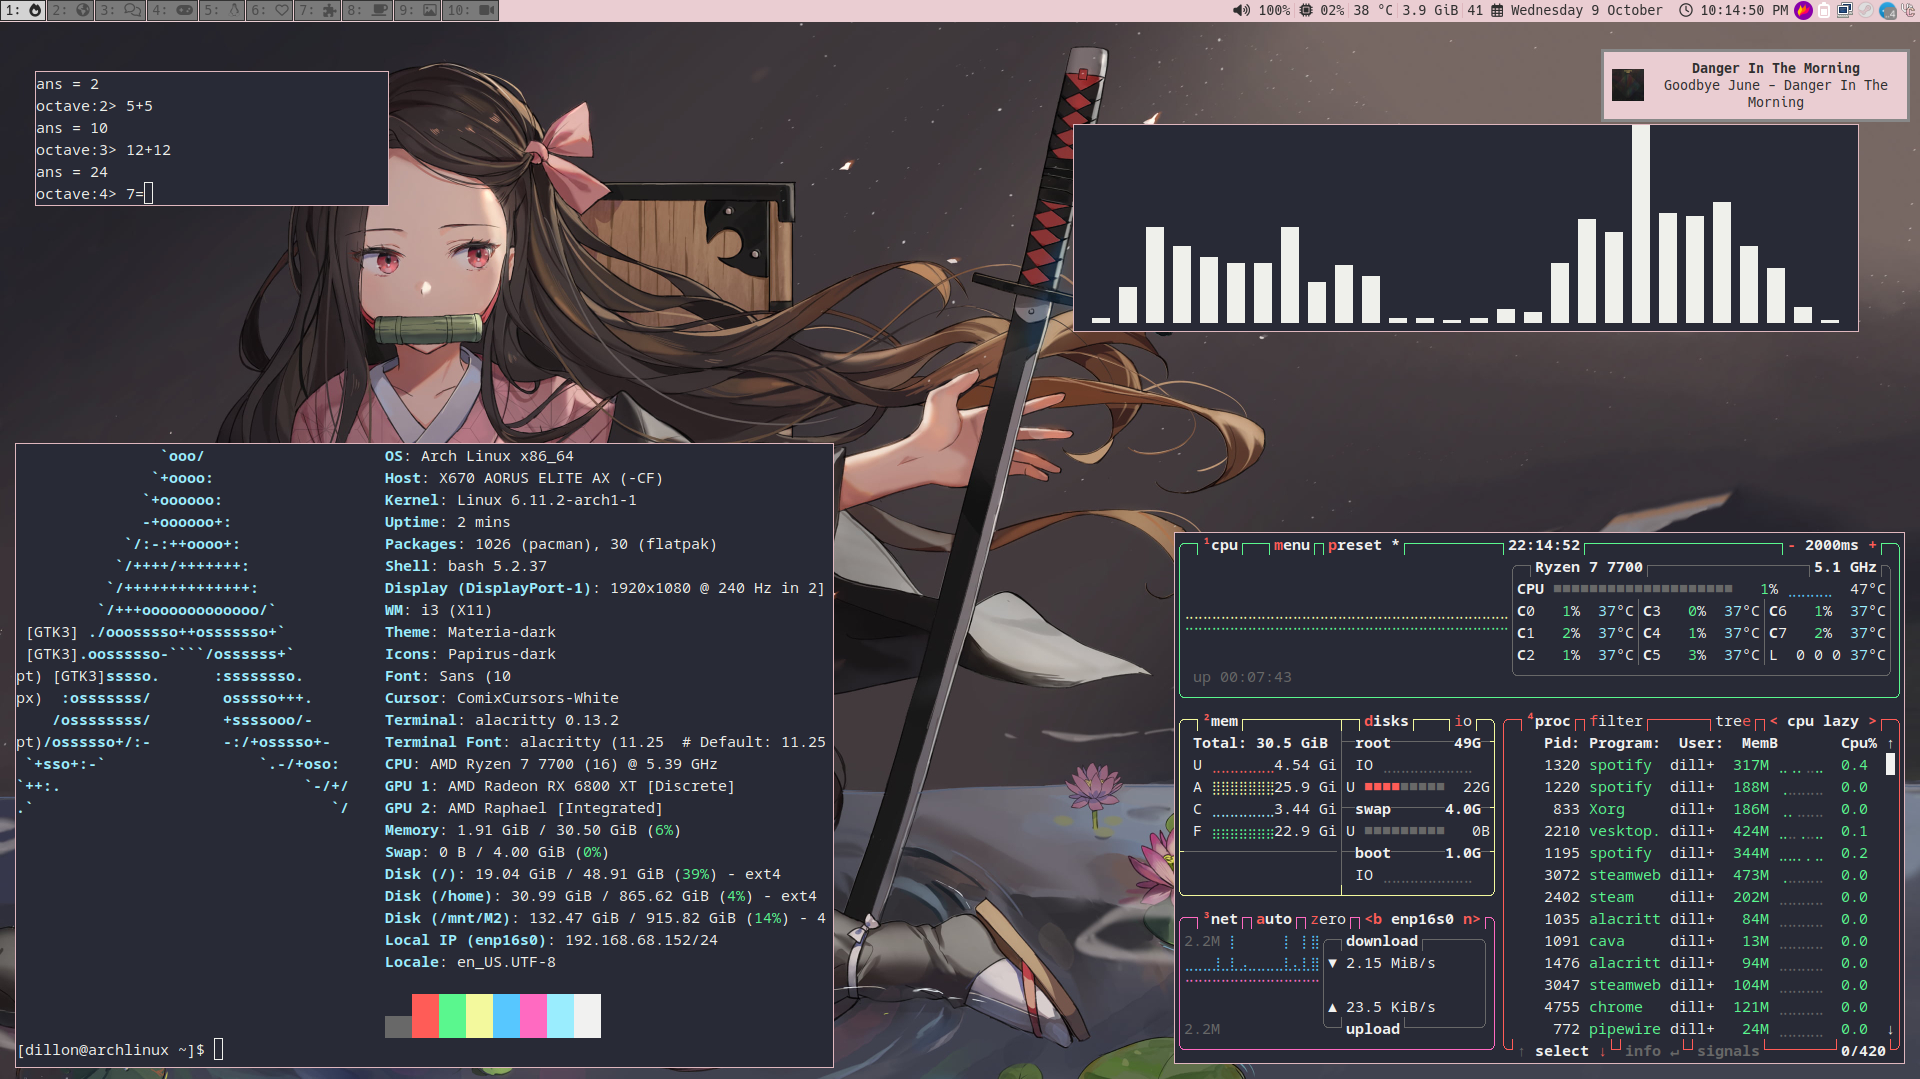 1: 2: 3: 4: 5: 6: 7: 8: 9: 10:
100% 02% 38 °C 3.9 GiB 41 Wednesday 9 October 10:14:50 PM
ans = 2
octave:2> 5+5
ans = 10
octave:3> 12+12
ans = 24
octave:4> 7=
Danger In The Morning
Goodbye June – Danger In The
Morning
`ooo/ OS: Arch Linux x86_64
`+oooo: Host: X670 AORUS ELITE AX (-CF)
`+oooooo: Kernel: Linux 6.11.2-arch1-1
-+oooooo+: Uptime: 2 mins
`/:-:++oooo+: Packages: 1026 (pacman), 30 (flatpak)
`/++++/+++++++: Shell: bash 5.2.37
`/++++++++++++++: Display (DisplayPort-1): 1920x1080 @ 240 Hz in 2]
`/+++ooooooooooooo/` WM: i3 (X11)
[GTK3] ./ooosssso++osssssso+` Theme: Materia-dark
[GTK3].oossssso-````/ossssss+` Icons: Papirus-dark
pt) [GTK3]sssso. :ssssssso. Font: Sans (10
px) :osssssss/ osssso+++. Cursor: ComixCursors-White
/ossssssss/ +ssssooo/- Terminal: alacritty 0.13.2
pt)/ossssso+/:- -:/+osssso+- Terminal Font: alacritty (11.25 # Default: 11.25
`+sso+:-` `.-/+oso: CPU: AMD Ryzen 7 7700 (16) @ 5.39 GHz
`++:. `-/+/ GPU 1: AMD Radeon RX 6800 XT [Discrete]
.` `/ GPU 2: AMD Raphael [Integrated]
Memory: 1.91 GiB / 30.50 GiB (6%)
Swap: 0 B / 4.00 GiB (0%)
Disk (/): 19.04 GiB / 48.91 GiB (39%) - ext4
Disk (/home): 30.99 GiB / 865.62 GiB (4%) - ext4
Disk (/mnt/M2): 132.47 GiB / 915.82 GiB (14%) - 4
Local IP (enp16s0): 192.168.68.152/24
Locale: en_US.UTF-8
[dillon@archlinux ~]$
¹cpu menu preset * 22:14:52 - 2000ms +
Ryzen 7 7700 5.1 GHz
CPU 1% 47°C
C0 1% 37°C C3 0% 37°C C6 1% 37°C
C1 2% 37°C C4 1% 37°C C7 2% 37°C
C2 1% 37°C C5 3% 37°C L 0 0 0 37°C
up 00:07:43
²mem disks io
Total: 30.5 GiB root 49G
U 4.54 Gi IO
A 25.9 Gi U 22G
C 3.44 Gi swap 4.0G
F 22.9 Gi U 0B
boot 1.0G
IO
³net auto zero <b enp16s0 n>
2.2M download
▼ 2.15 MiB/s
▲ 23.5 KiB/s
2.2M upload
⁴proc filter tree < cpu lazy >
Pid: Program: User: MemB Cpu% ↑
1320 spotify dill+ 317M 0.4
1220 spotify dill+ 188M 0.0
833 Xorg dill+ 186M 0.0
2210 vesktop. dill+ 424M 0.1
1195 spotify dill+ 344M 0.2
3072 steamweb dill+ 473M 0.0
2402 steam dill+ 202M 0.0
1035 alacritt dill+ 84M 0.0
1091 cava dill+ 13M 0.0
1476 alacritt dill+ 94M 0.0
3047 steamweb dill+ 104M 0.0
4755 chrome dill+ 121M 0.0
772 pipewire dill+ 24M 0.0 ↓
↑ select ↓ info ↵ signals 0/420